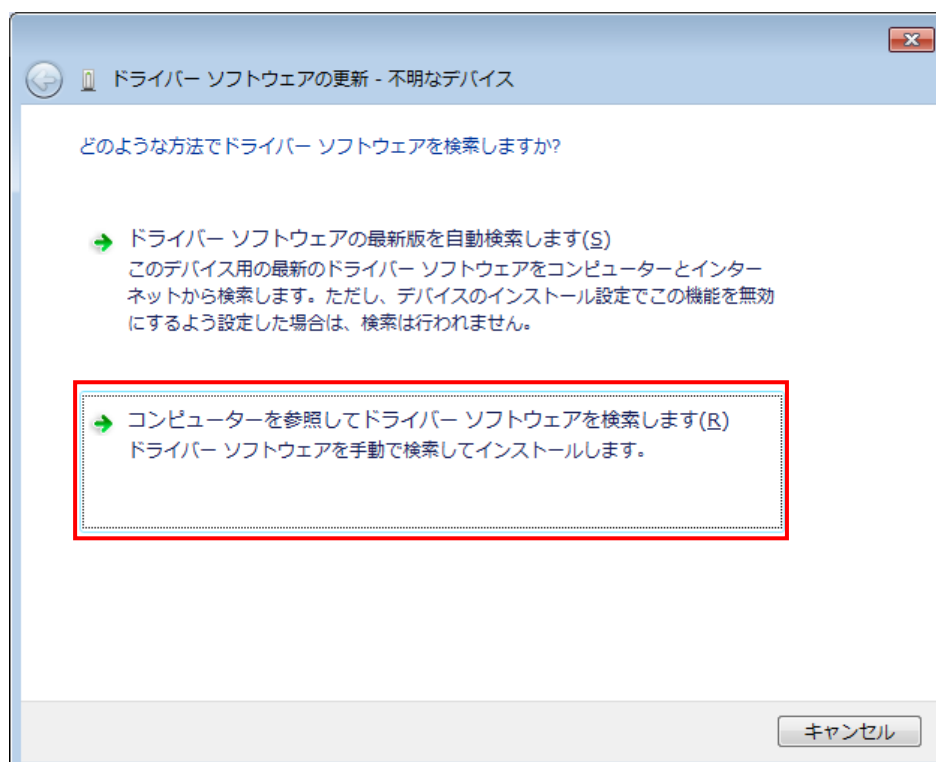 ドライバー ソフトウェアの更新 - 不明なデバイス
どのような方法でドライバー ソフトウェアを検索しますか?
ドライバー ソフトウェアの最新版を自動検索します(S)
このデバイス用の最新のドライバー ソフトウェアをコンピューターとインター
ネットから検索します。ただし、デバイスのインストール設定でこの機能を無効
にするよう設定した場合は、検索は行われません。
コンピューターを参照してドライバー ソフトウェアを検索します(R)
ドライバー ソフトウェアを手動で検索してインストールします。
キャンセル